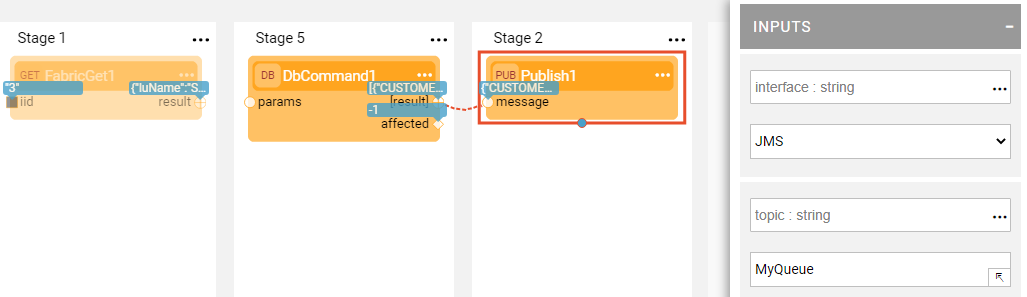 Stage 1
GET FabricGet1
"3"
{"luName":"S...
iid
result
Stage 5
DB DbCommand1
[{"CUSTOME...
params
[result]
-1
affected
Stage 2
PUB Publish1
{"CUSTOME...
message
INPUTS
interface : string
JMS
topic : string
MyQueue